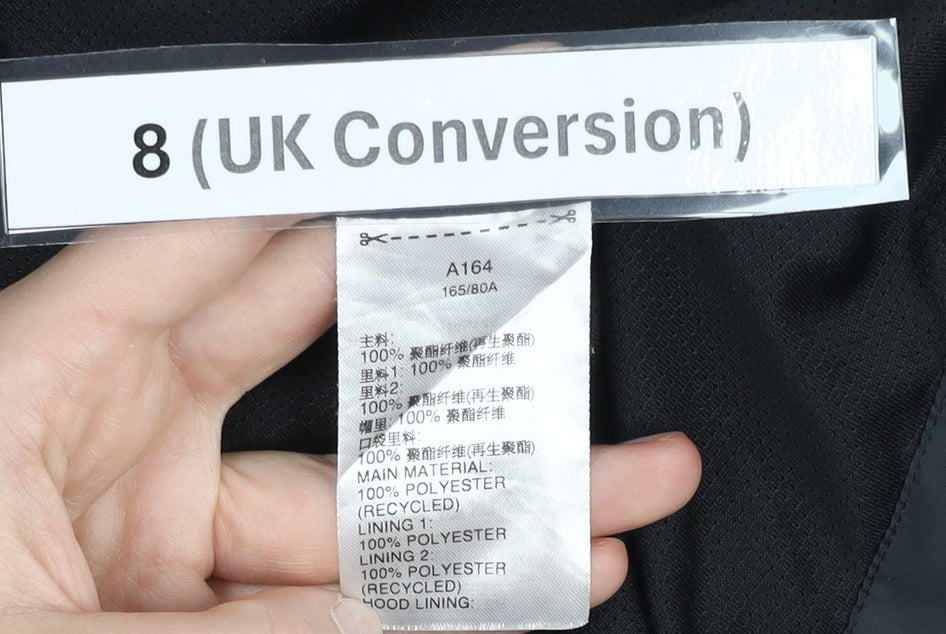 8 (UK Conversion)
A164
165/80A
主料:
100% 聚酯纤维(再生聚酯)
里料1: 100% 聚酯纤维
里料2:
100% 聚酯纤维(再生聚酯)
帽里: 100% 聚酯纤维
口袋里料:
100% 聚酯纤维(再生聚酯)
MAIN MATERIAL:
100% POLYESTER
(RECYCLED)
LINING 1:
100% POLYESTER
LINING 2:
100% POLYESTER
(RECYCLED)
HOOD LINING: